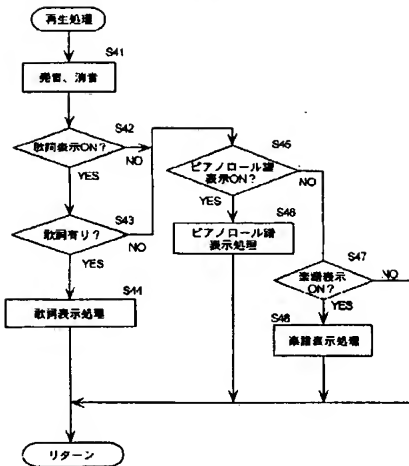 再生処理
S41
発音、消音
S42
歌詞表示ON?
NO
YES
S43
歌詞有り?
NO
YES
S44
歌詞表示処理
S45
ピアノロール譜
表示ON?
NO
YES
S46
ピアノロール譜
表示処理
S47
楽譜表示
ON?
NO
YES
S48
楽譜表示処理
リターン